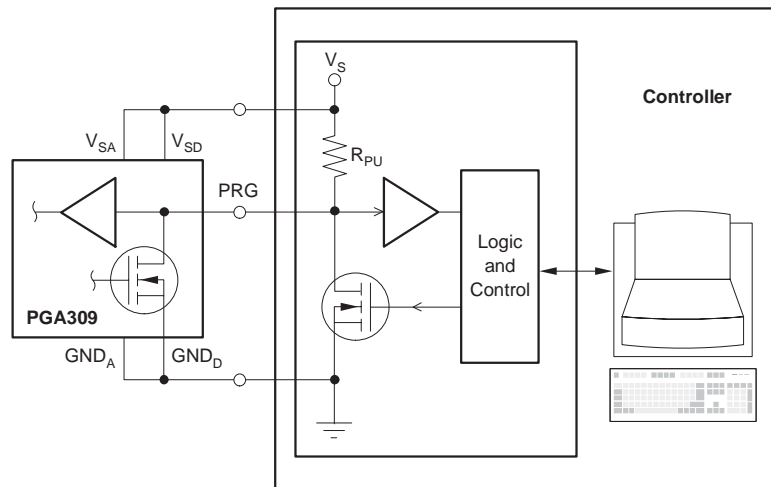 V_S
Controller
V_SA
V_SD
R_PU
PRG
Logic
and
Control
PGA309
GND_A
GND_D